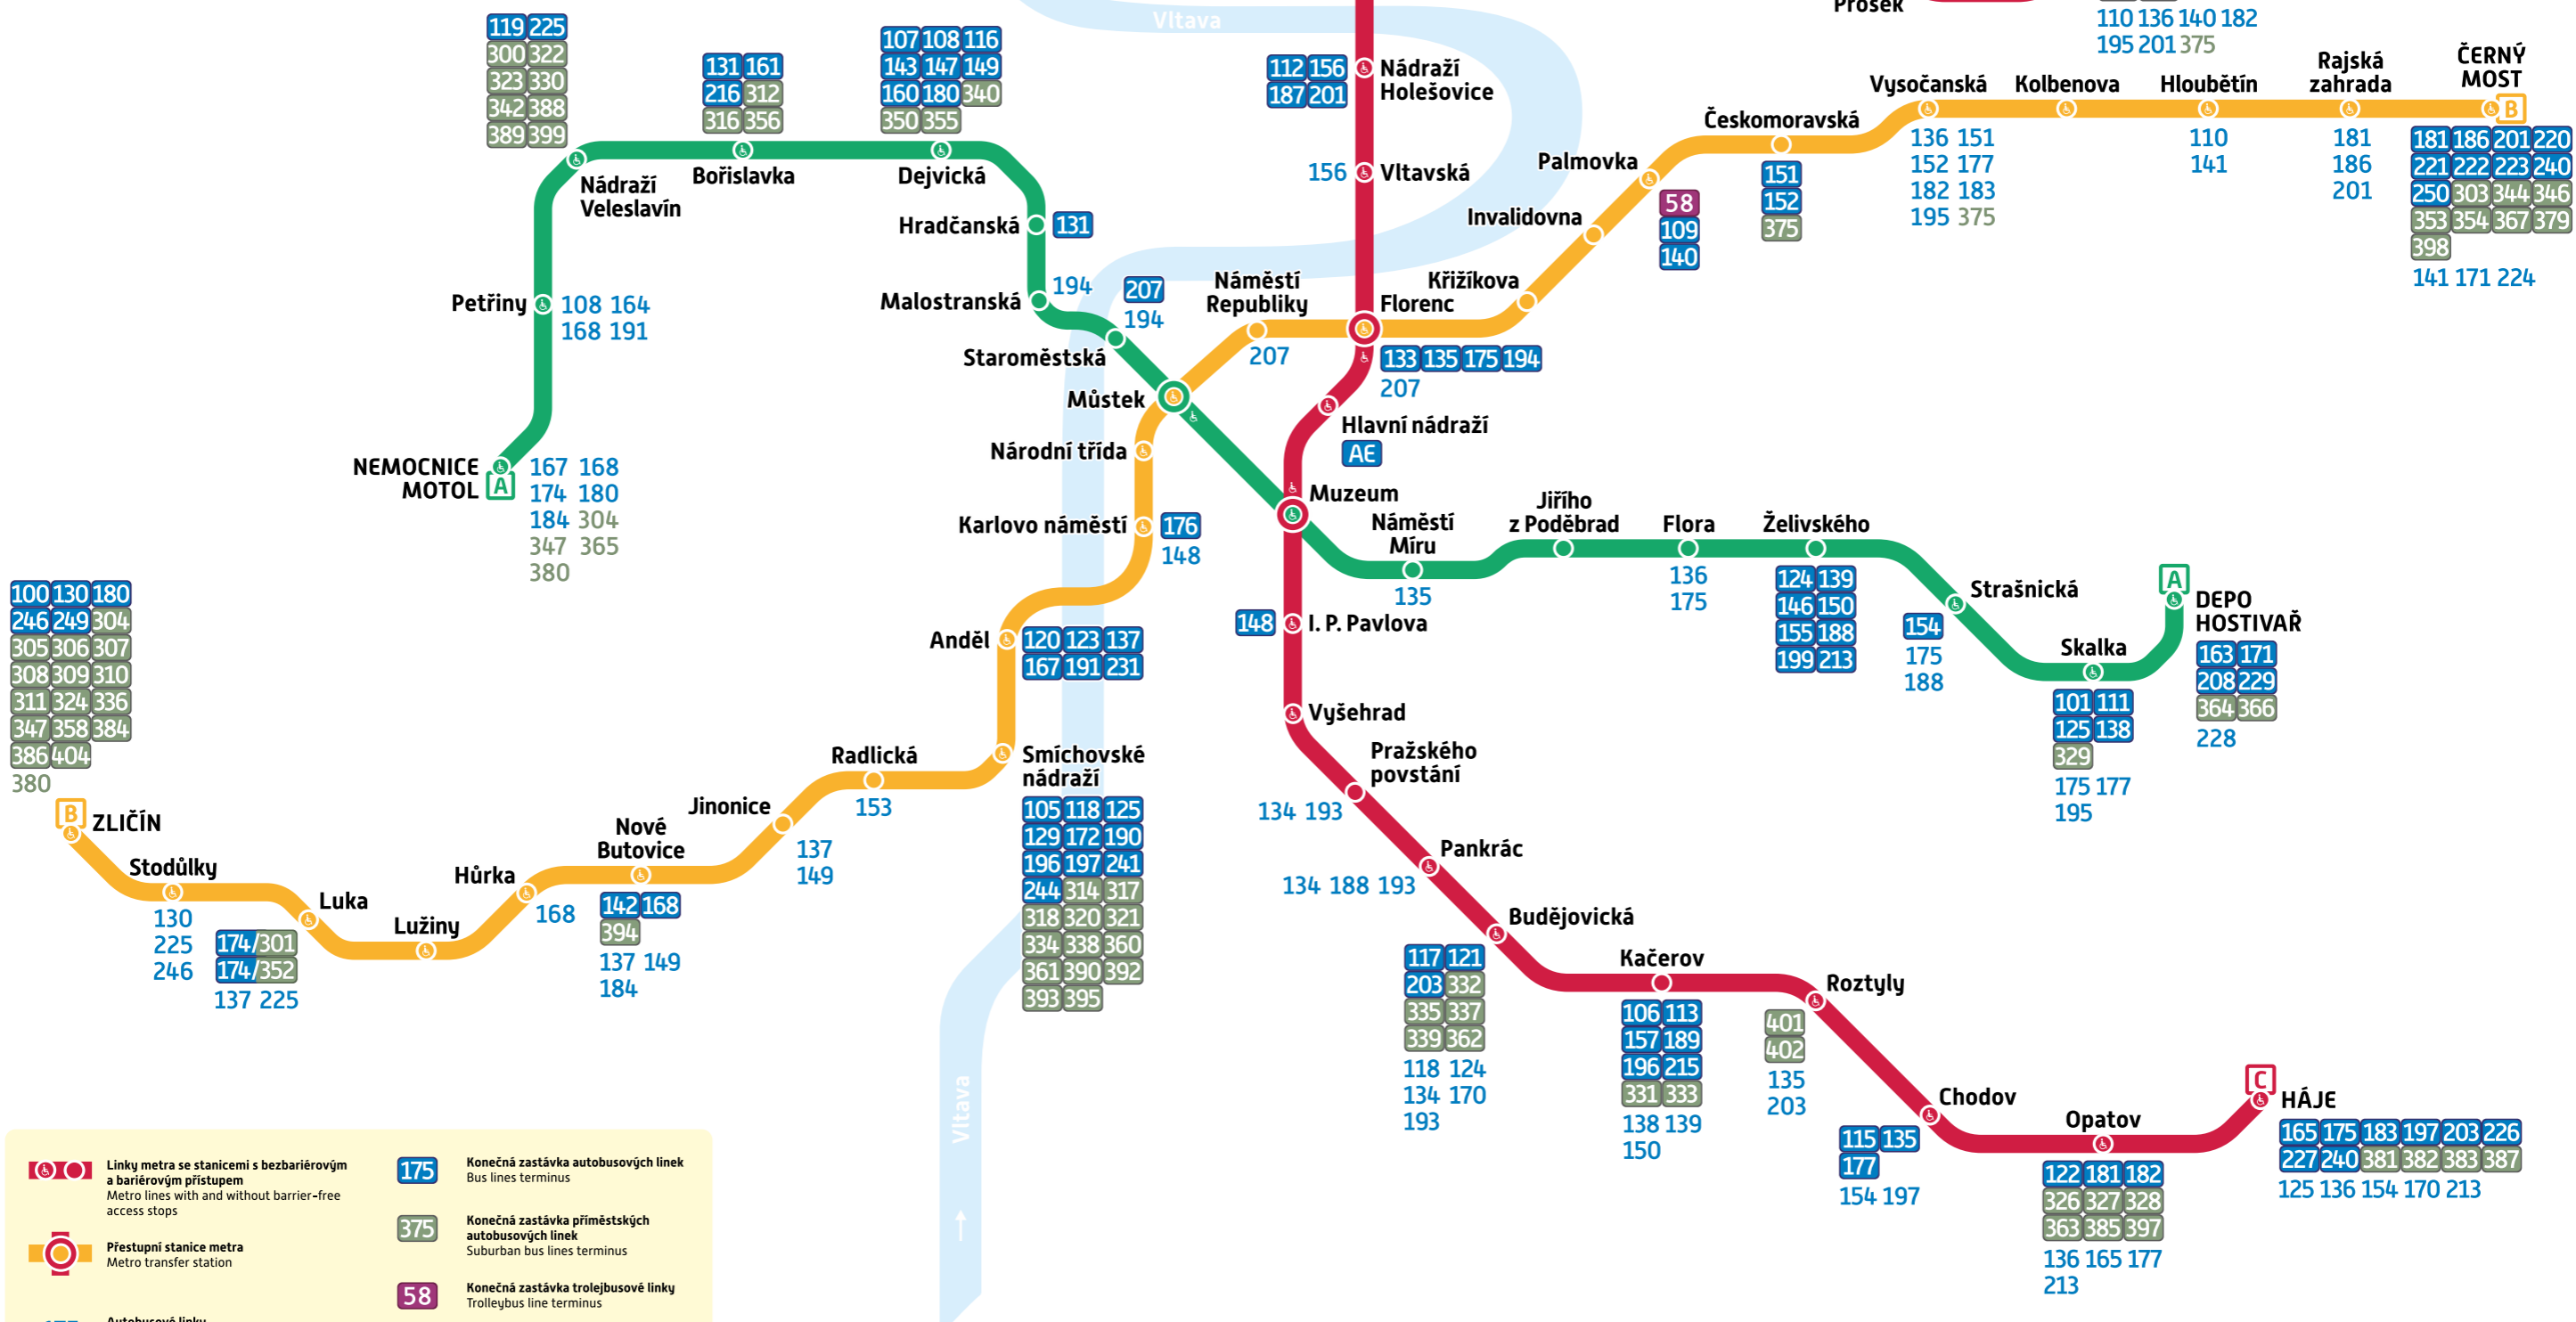 Vltava
Prosek
110 136 140 182
195 201 375
119 225
300 322
323 330
342 388
389 399
Nádraží
Veleslavín
131 161
216 312
316 356
Bořislavka
107 108 116
143 147 149
160 180 340
350 355
Dejvická
Hradčanská
131
Malostranská
194
207
194
Staroměstská
Petřiny
108 164
168 191
NEMOCNICE
MOTOL
A
167 168
174 180
184 304
347 365
380
112 156
187 201
Nádraží
Holešovice
156
Vltavská
Náměstí
Republiky
207
Florenc
133 135 175 194
207
Křižíkova
Invalidovna
Palmovka
58
109
140
Českomoravská
151
152
375
Vysočanská
136 151
152 177
182 183
195 375
Kolbenova
Hloubětín
110
141
Rajská
zahrada
181
186
201
ČERNÝ
MOST
B
181 186 201 220
221 222 223 240
250 303 344 346
353 354 367 379
398
141 171 224
Můstek
Národní třída
Karlovo náměstí
176
148
Hlavní nádraží
AE
Muzeum
Náměstí
Míru
135
Jiřího
z Poděbrad
Flora
136
175
Želivského
124 139
146 150
155 188
199 213
Strašnická
154
175
188
Skalka
101 111
125 138
329
175 177
195
A
DEPO
HOSTIVAŘ
163 171
208 229
364 366
228
100 130 180
246 249 304
305 306 307
308 309 310
311 324 336
347 358 384
386 404
380
B
ZLIČÍN
Stodůlky
130
225
246
Luka
174/301
174/352
137 225
Lužiny
Hůrka
168
Nové
Butovice
142 168
394
137 149
184
Jinonice
137
149
Radlická
153
Anděl
120 123 137
167 191 231
Smíchovské
nádraží
105 118 125
129 172 190
196 197 241
244 314 317
318 320 321
334 338 360
361 390 392
393 395
148
I. P. Pavlova
Vyšehrad
Pražského
povstání
134 193
Pankrác
134 188 193
Budějovická
117 121
203 332
335 337
339 362
118 124
134 170
193
Kačerov
106 113
157 189
196 215
331 333
138 139
150
Roztyly
401
402
135
203
Chodov
115 135
177
154 197
Opatov
122 181 182
326 327 328
363 385 397
136 165 177
213
C
HÁJE
165 175 183 197 203 226
227 240 381 382 383 387
125 136 154 170 213
Vltava
Linky metra se stanicemi s bezbariérovým
a bariérovým přístupem
Metro lines with and without barrier-free
access stops
Přestupní stanice metra
Metro transfer station
175
Konečná zastávka autobusových linek
Bus lines terminus
375
Konečná zastávka příměstských
autobusových linek
Suburban bus lines terminus
58
Konečná zastávka trolejbusové linky
Trolleybus line terminus
Autobusové linky